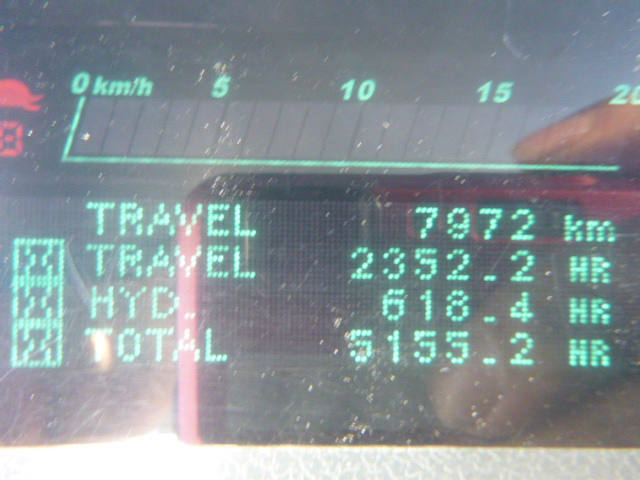 0 km/h 5 10 15 20
8
TRAVEL 7972 km
TRAVEL 2352.2 HR
HYD. 618.4 HR
TOTAL 5155.2 HR